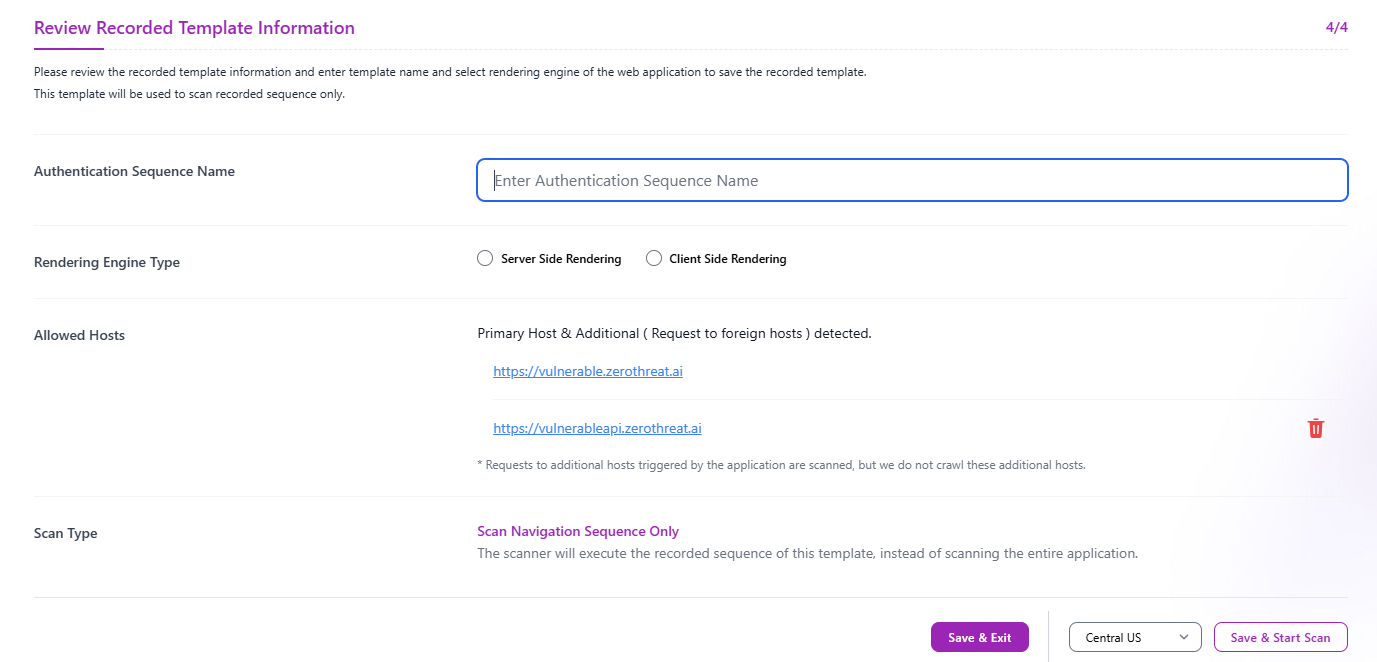 Review Recorded Template Information
4/4
Please review the recorded template information and enter template name and select rendering engine of the web application to save the recorded template.
This template will be used to scan recorded sequence only.
Authentication Sequence Name
Enter Authentication Sequence Name
Rendering Engine Type
Server Side Rendering
Client Side Rendering
Allowed Hosts
Primary Host & Additional ( Request to foreign hosts ) detected.
https://vulnerable.zerothreat.ai
https://vulnerableapi.zerothreat.ai
* Requests to additional hosts triggered by the application are scanned, but we do not crawl these additional hosts.
Scan Type
Scan Navigation Sequence Only
The scanner will execute the recorded sequence of this template, instead of scanning the entire application.
Save & Exit
Central US
Save & Start Scan